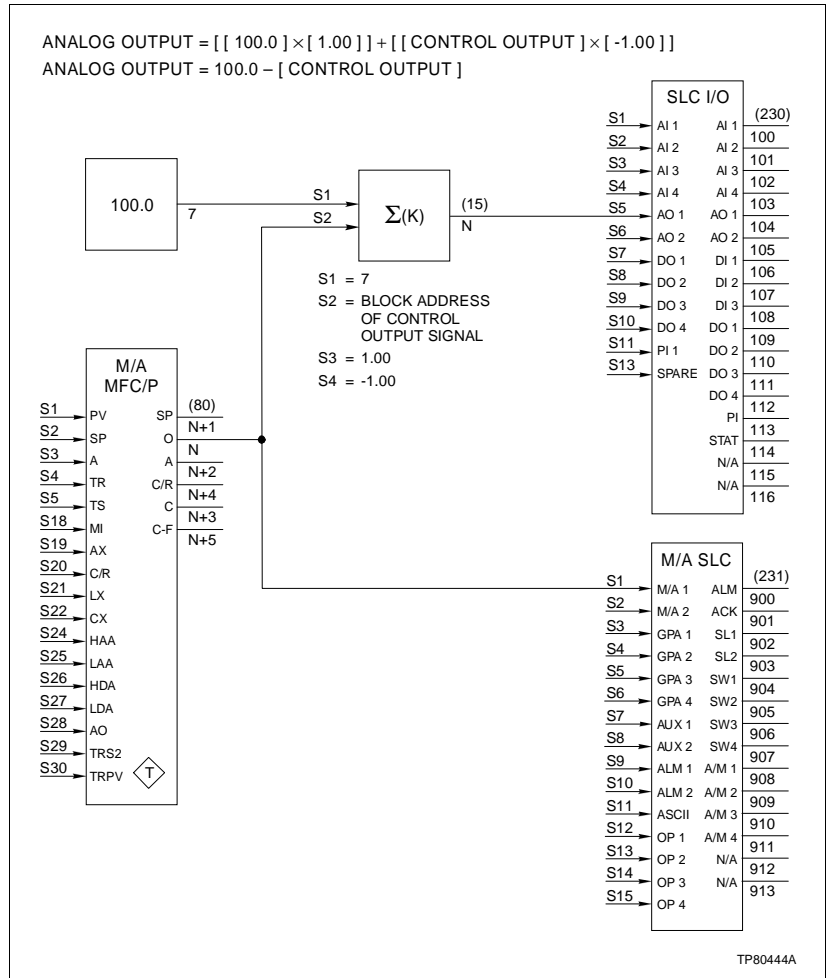 ANALOG OUTPUT = [ [ 100.0 ] × [ 1.00 ] ] + [ [ CONTROL OUTPUT ] × [ -1.00 ] ]
ANALOG OUTPUT = 100.0 – [ CONTROL OUTPUT ]
100.0
7
S1
S2
Σ(K)
(15)
N
S1 = 7
S2 = BLOCK ADDRESS
OF CONTROL
OUTPUT SIGNAL
S3 = 1.00
S4 = -1.00
SLC I/O
(230)
S1 AI 1 AI 1 100
S2 AI 2 AI 2 101
S3 AI 3 AI 3 102
S4 AI 4 AI 4 103
S5 AO 1 AO 1 104
S6 AO 2 AO 2 105
S7 DO 1 DI 1 106
S8 DO 2 DI 2 107
S9 DO 3 DI 3 108
S10 DO 4 DO 1 109
S11 PI 1 DO 2 110
S13 SPARE DO 3 111
DO 4 112
PI 113
STAT 114
N/A 115
N/A 116
M/A
MFC/P
(80)
S1 PV SP N+1
S2 SP O N
S3 A A N+2
S4 TR C/R N+4
S5 TS C N+3
S18 MI C-F N+5
S19 AX
S20 C/R
S21 LX
S22 CX
S24 HAA
S25 LAA
S26 HDA
S27 LDA
S28 AO
S29 TRS2
S30 TRPV T
M/A SLC
(231)
S1 M/A 1 ALM 900
S2 M/A 2 ACK 901
S3 GPA 1 SL1 902
S4 GPA 2 SL2 903
S5 GPA 3 SW1 904
S6 GPA 4 SW2 905
S7 AUX 1 SW3 906
S8 AUX 2 SW4 907
S9 ALM 1 A/M 1 908
S10 ALM 2 A/M 2 909
S11 ASCII A/M 3 910
S12 OP 1 A/M 4 911
S13 OP 2 N/A 912
S14 OP 3 N/A 913
S15 OP 4
TP80444A